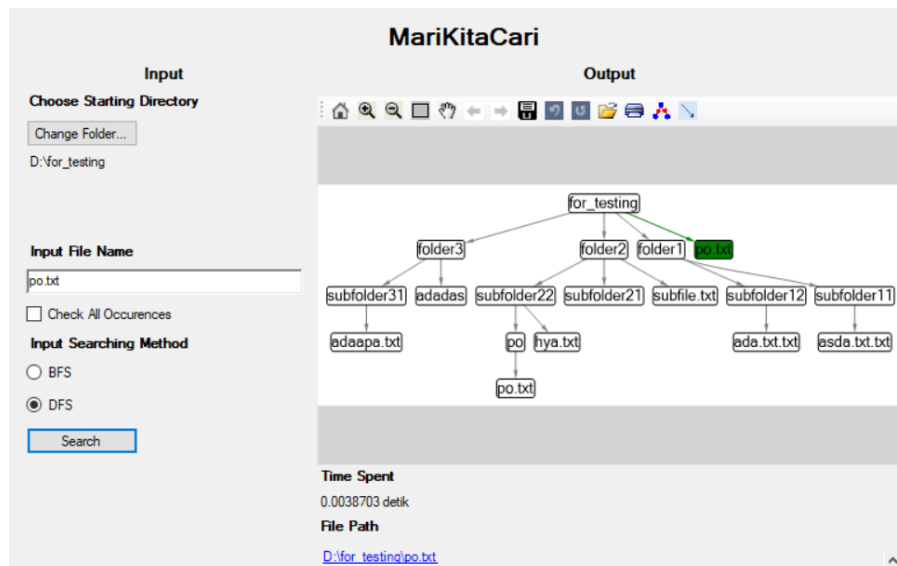 MariKitaCari
Input
Choose Starting Directory
Change Folder...
D:\for_testing
Input File Name
po.txt
Check All Occurences
Input Searching Method
BFS
DFS
Search
Output
for_testing
folder3 folder2 folder1 po.txt
subfolder31 adadas subfolder22 subfolder21 subfile.txt subfolder12 subfolder11
adaapa.txt po hya.txt ada.txt.txt asda.txt.txt
po.txt
Time Spent
0.0038703 detik
File Path
D:\for_testing\po.txt